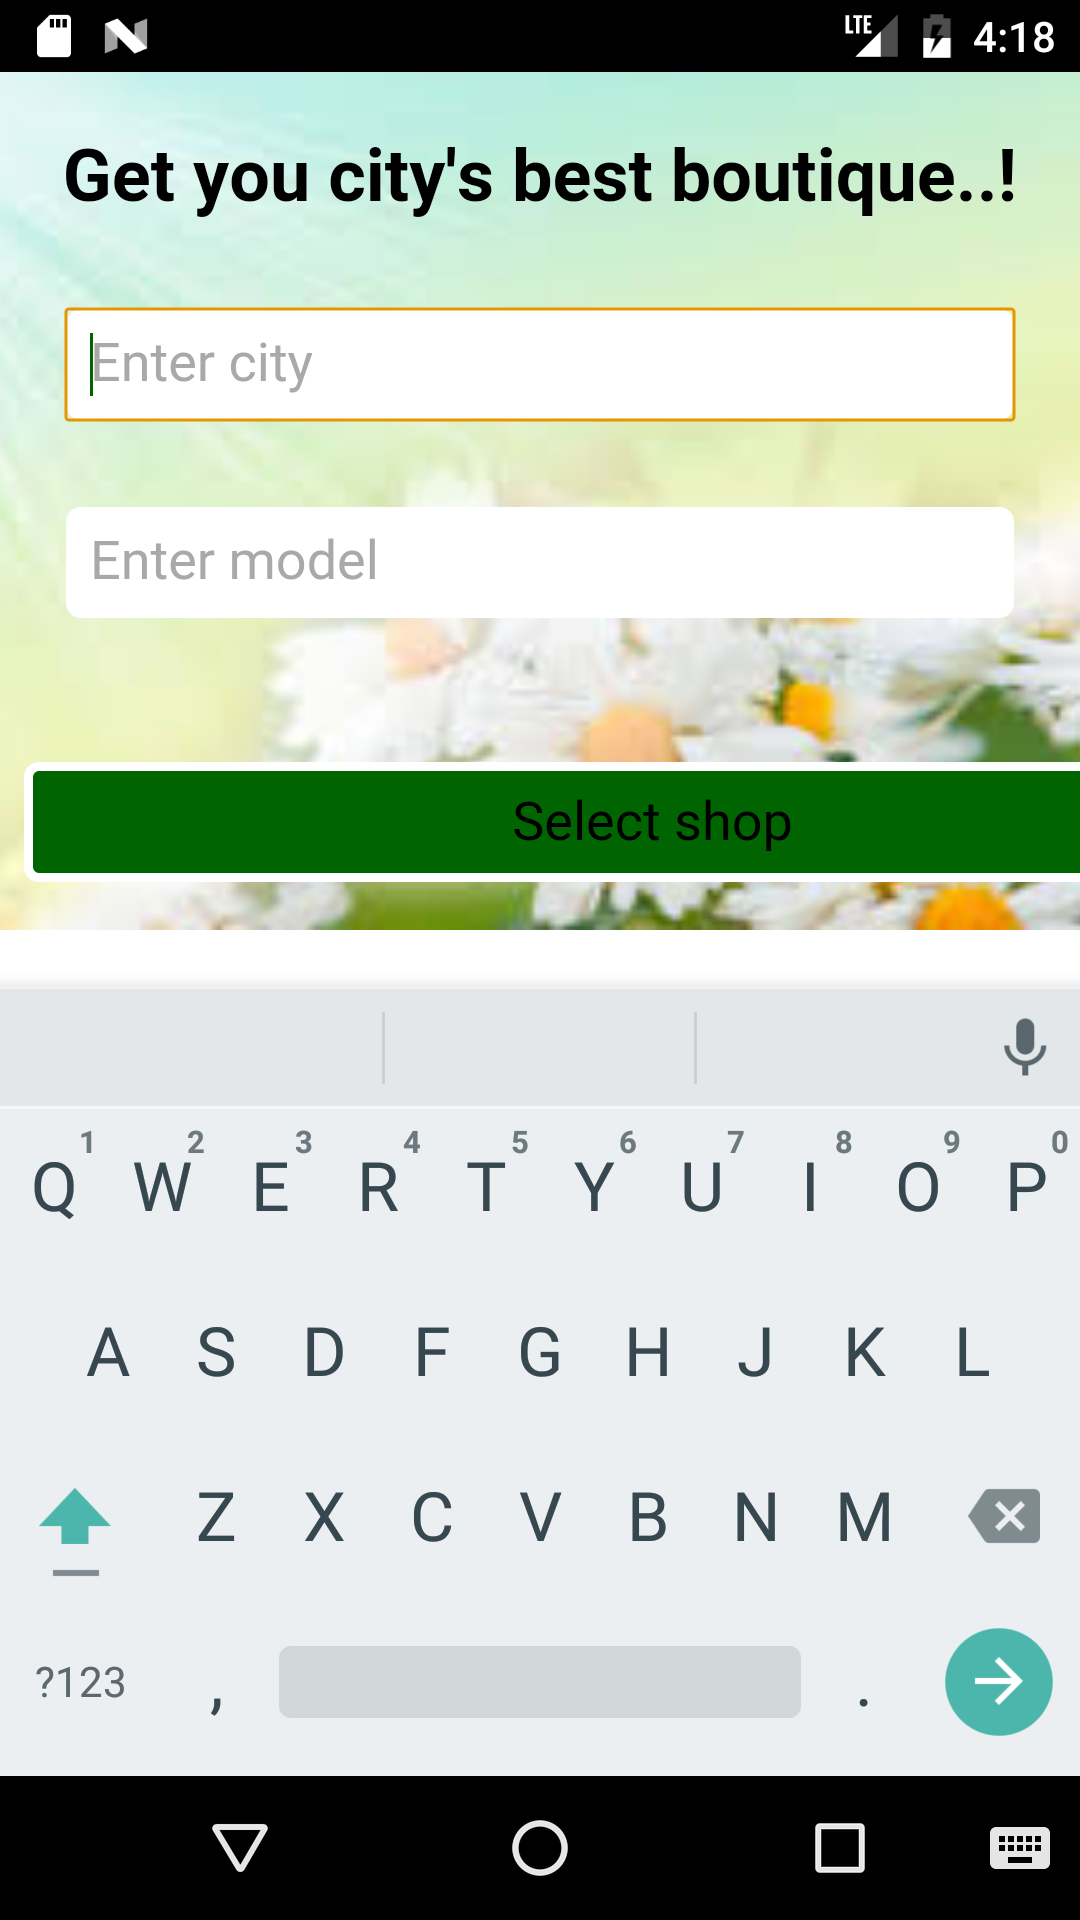 LTE 4:18
Get you city's best boutique..!
Enter city
Enter model
Select shop
1 2 3 4 5 6 7 8 9 0
Q W E R T Y U I O P
A S D F G H J K L
Z X C V B N M
?123 , .